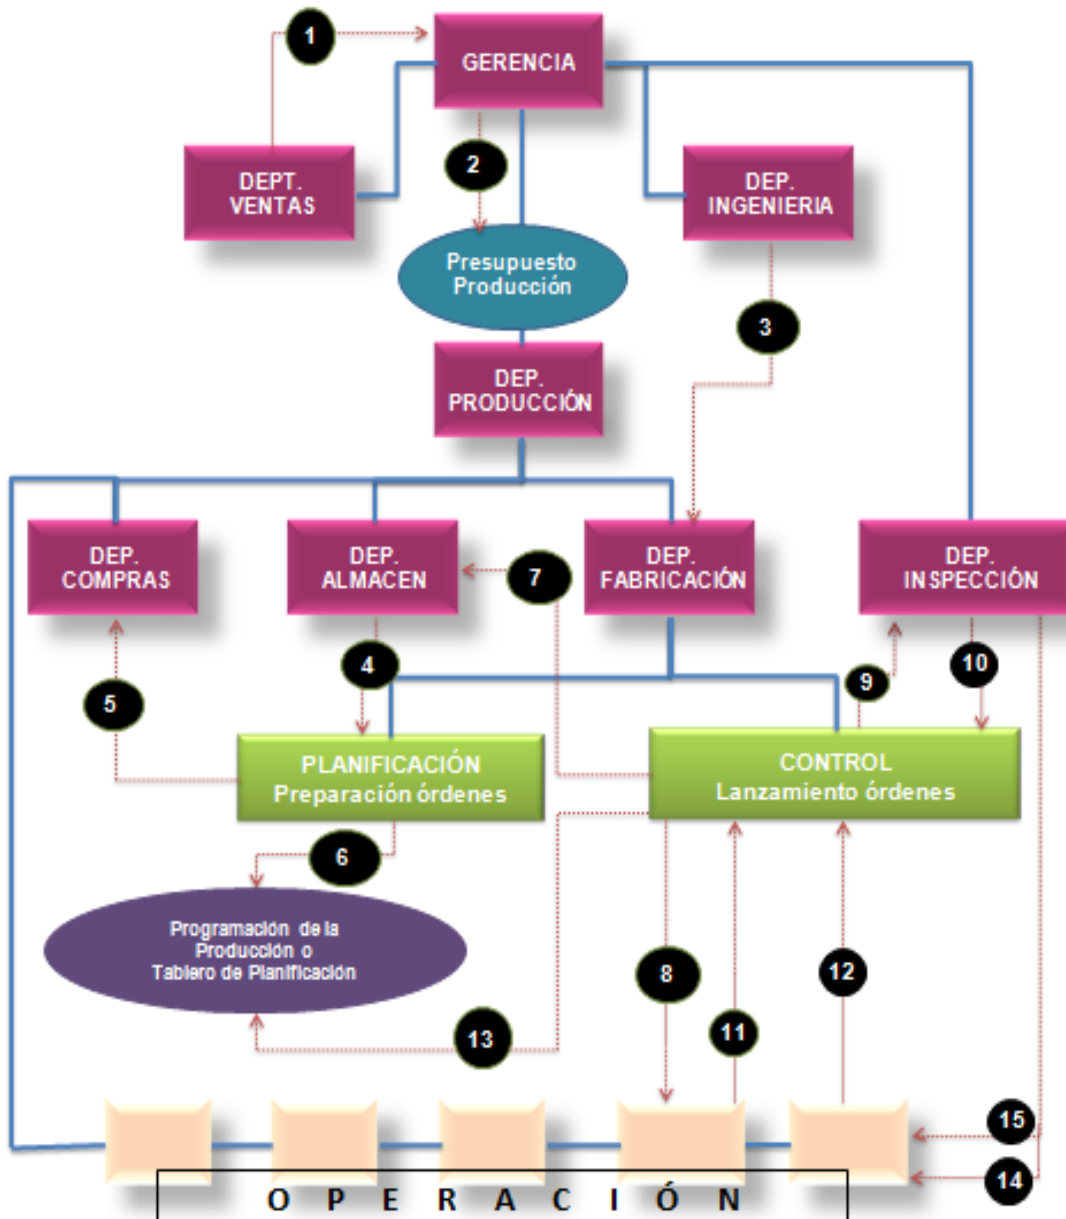 1
GERENCIA
2
DEPT.
VENTAS
DEP.
INGENIERIA
Presupuesto
Producción
3
DEP.
PRODUCCIÓN
DEP.
COMPRAS
DEP.
ALMACEN
7
DEP.
FABRICACIÓN
DEP.
INSPECCIÓN
4
9
10
5
PLANIFICACIÓN
Preparación órdenes
CONTROL
Lanzamiento órdenes
6
Programación de la
Producción o
Tablero de Planificación
8
12
13
11
15
14
OPERACIÓN